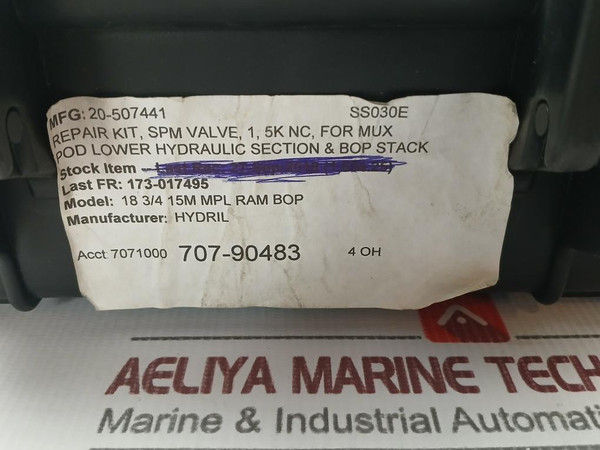 MFG: 20-507441 SS030E
REPAIR KIT, SPM VALVE, 1, 5K NC, FOR MUX
POD LOWER HYDRAULIC SECTION & BOP STACK
Stock Item -
Last FR: 173-017495
Model: 18 3/4 15M MPL RAM BOP
Manufacturer: HYDRIL
Acct 7071000 707-90483 4 OH
AELIYA MARINE TECH
Marine & Industrial Automati